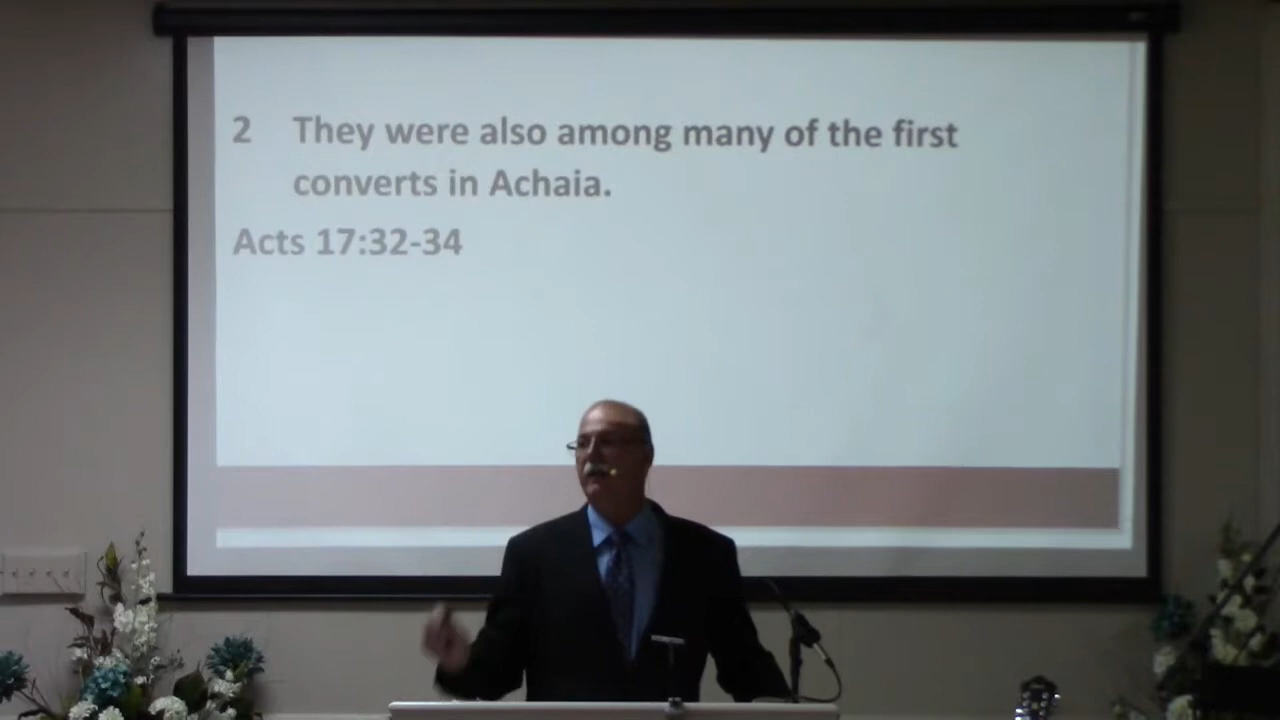 2 They were also among many of the first
converts in Achaia.
Acts 17:32-34